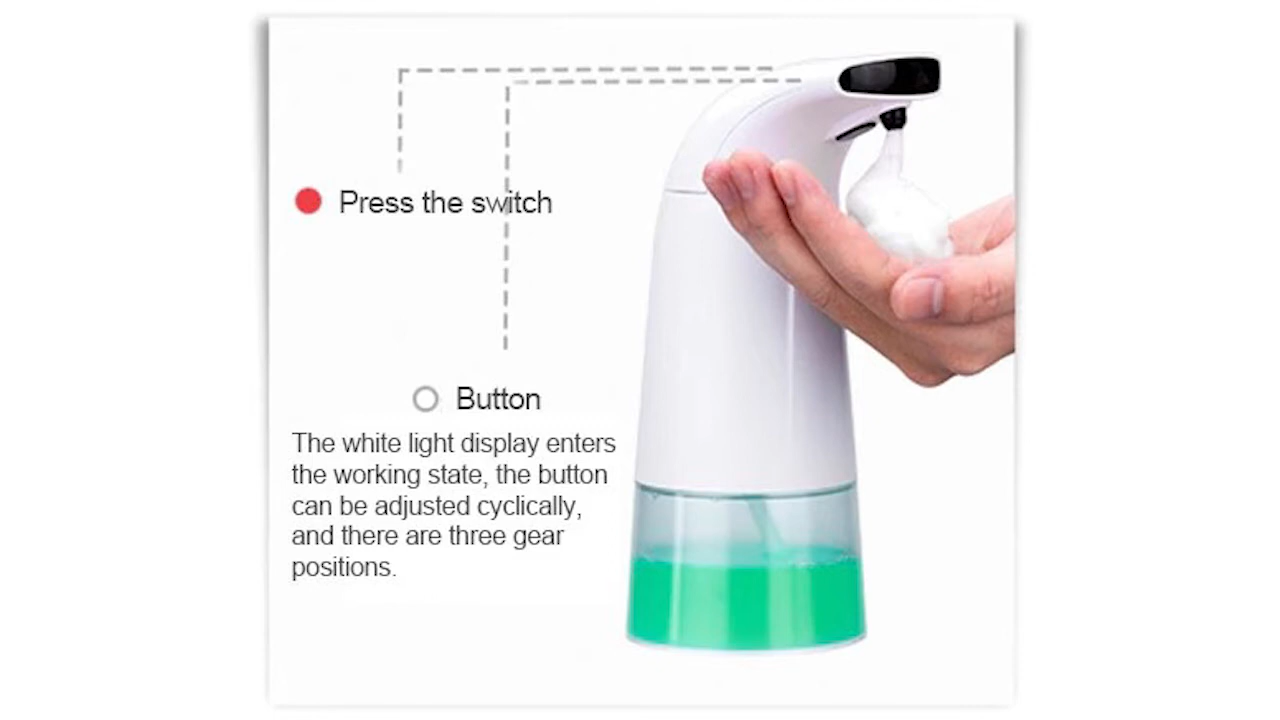 Press the switch
Button
The white light display enters
the working state, the button
can be adjusted cyclically,
and there are three gear
positions.